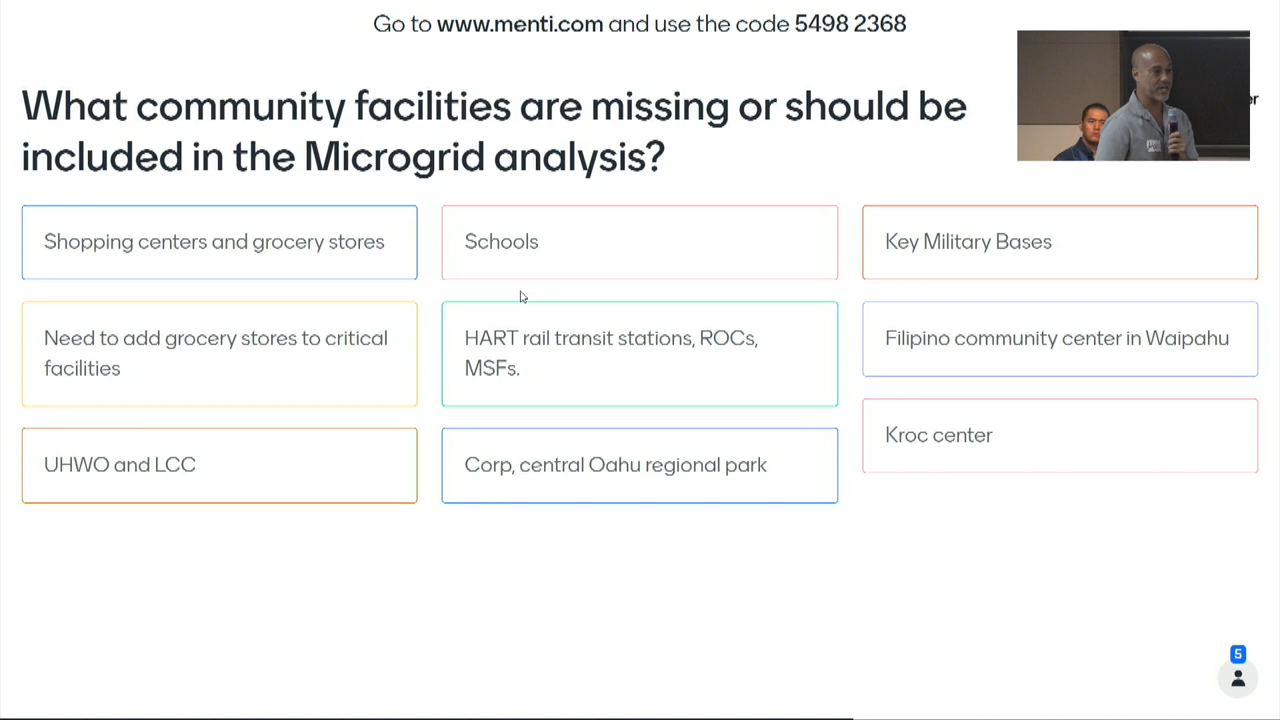 Go to www.menti.com and use the code 5498 2368
What community facilities are missing or should be
included in the Microgrid analysis?
er
Shopping centers and grocery stores
Schools
Key Military Bases
Need to add grocery stores to critical
facilities
HART rail transit stations, ROCs,
MSFs.
Filipino community center in Waipahu
Kroc center
UHWO and LCC
Corp, central Oahu regional park
5